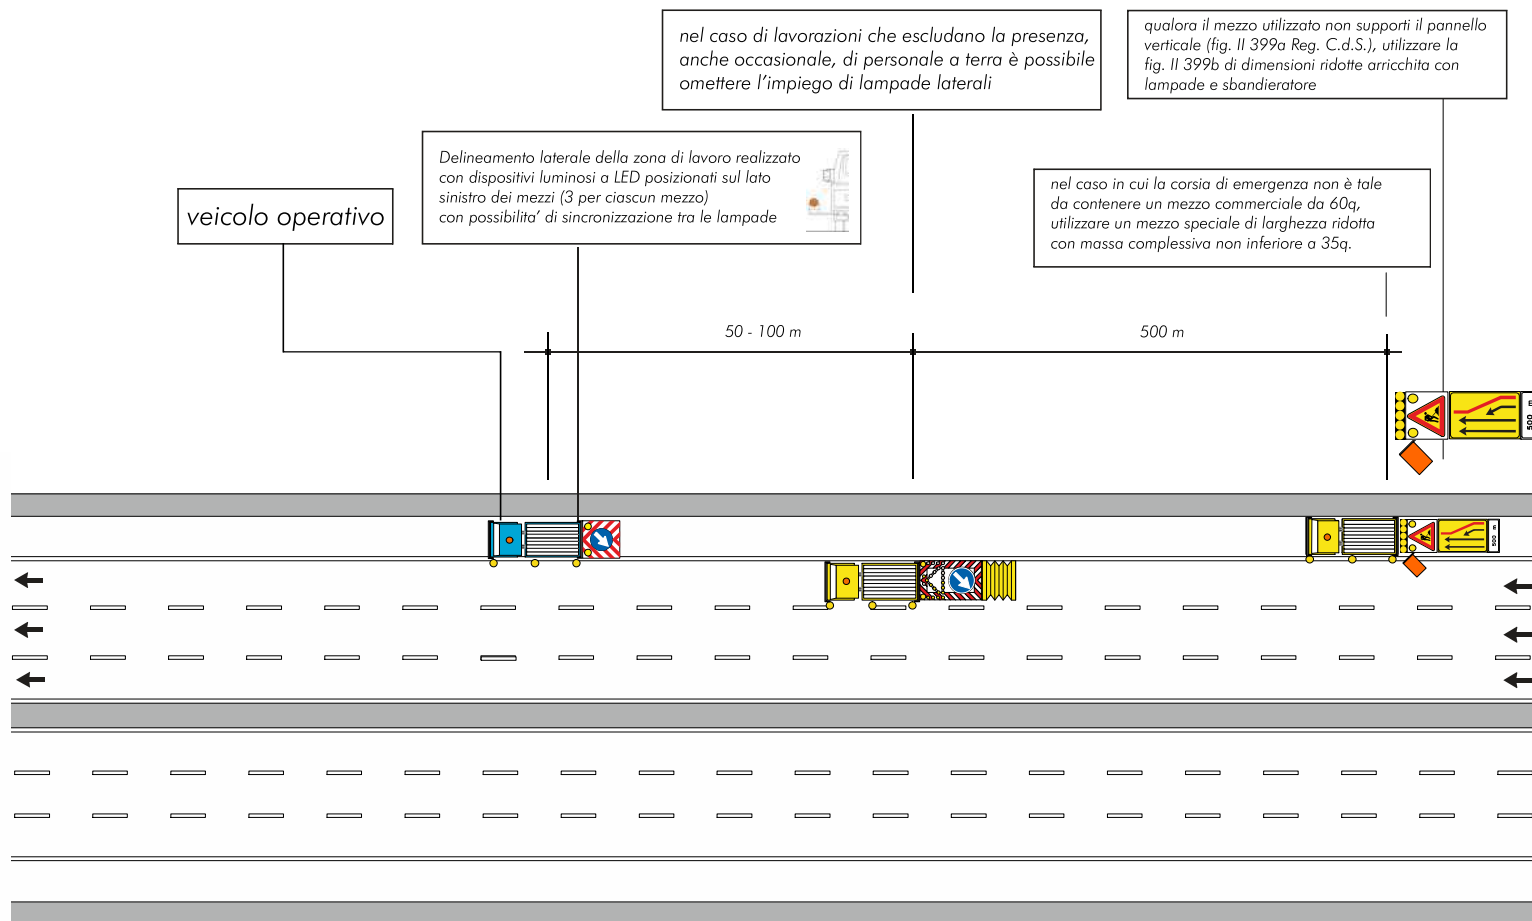 nel caso di lavorazioni che escludano la presenza,
anche occasionale, di personale a terra è possibile
omettere l'impiego di lampade laterali
qualora il mezzo utilizzato non supporti il pannello
verticale (fig. II 399a Reg. C.d.S.), utilizzare la
fig. II 399b di dimensioni ridotte arricchita con
lampade e sbandieratore
Delineamento laterale della zona di lavoro realizzato
con dispositivi luminosi a LED posizionati sul lato
sinistro dei mezzi (3 per ciascun mezzo)
con possibilita' di sincronizzazione tra le lampade
veicolo operativo
nel caso in cui la corsia di emergenza non è tale
da contenere un mezzo commerciale da 60q,
utilizzare un mezzo speciale di larghezza ridotta
con massa complessiva non inferiore a 35q.
50 - 100 m
500 m
500 m
500 m